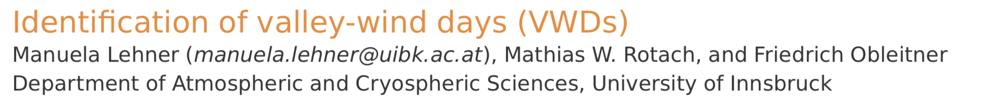 Identification of valley-wind days (VWDs)
Manuela Lehner (manuela.lehner@uibk.ac.at), Mathias W. Rotach, and Friedrich Obleitner
Department of Atmospheric and Cryospheric Sciences, University of Innsbruck